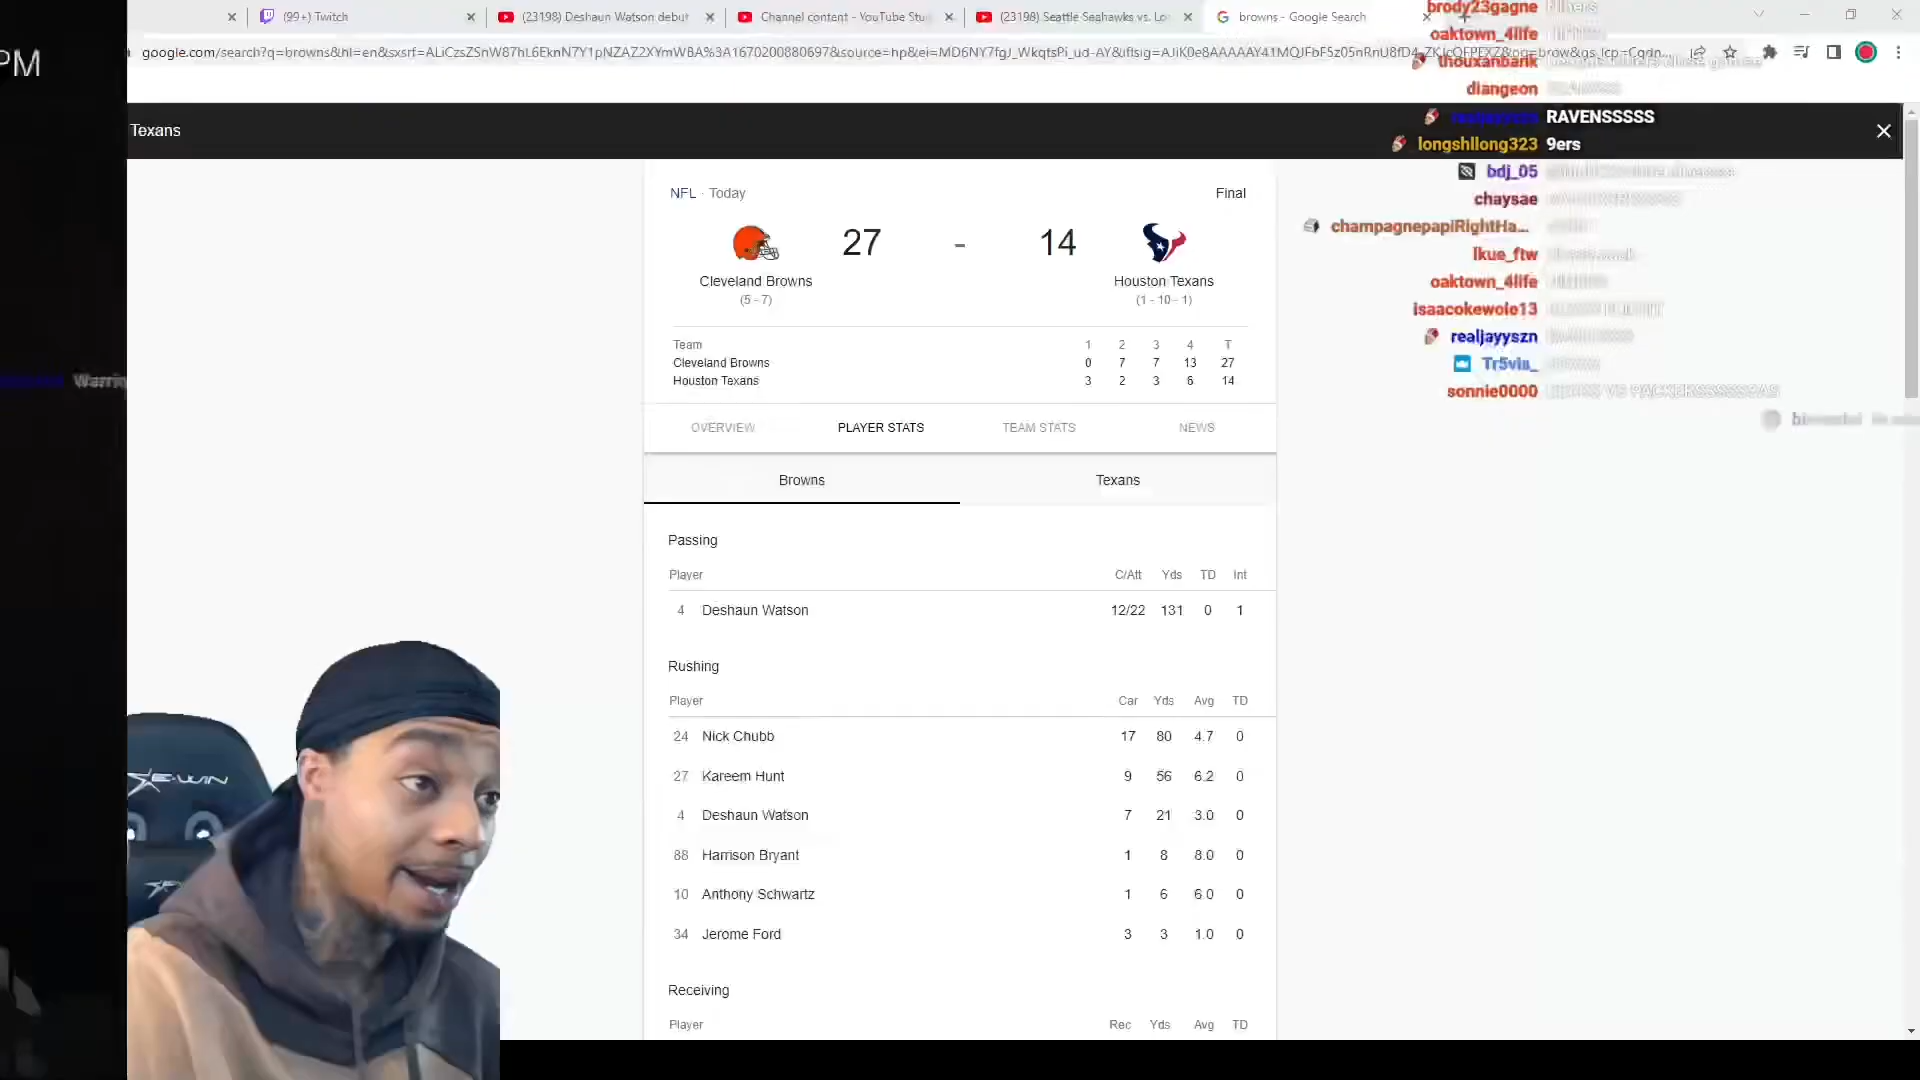 PM
(99+) Twitch
(23198) Deshaun Watson debut
Channel content - YouTube Stu
(23198) Seattle Seahawks vs. Lo
browns - Google Search
brody23gagne
oaktown_4life
thouxanbank
diangeon
realjayyszn RAVENSSSSS
longshllong323 9ers
bdj_05
chaysae
champagnepapiRightHa...
lkue_ftw
oaktown_4life
isaacokewole13
realjayyszn
Tr5via_
sonnie0000
Texans
NFL · Today
Final
27 - 14
Cleveland Browns
(5 - 7)
Houston Texans
(1 - 10 - 1)
Team 1 2 3 4 T
Cleveland Browns 0 7 7 13 27
Houston Texans 3 2 3 6 14
OVERVIEW PLAYER STATS TEAM STATS NEWS
Browns Texans
Passing
Player C/Att Yds TD Int
4 Deshaun Watson 12/22 131 0 1
Rushing
Player Car Yds Avg TD
24 Nick Chubb 17 80 4.7 0
27 Kareem Hunt 9 56 6.2 0
4 Deshaun Watson 7 21 3.0 0
88 Harrison Bryant 1 8 8.0 0
10 Anthony Schwartz 1 6 6.0 0
34 Jerome Ford 3 3 1.0 0
Receiving
Player Rec Yds Avg TD
E-WIN